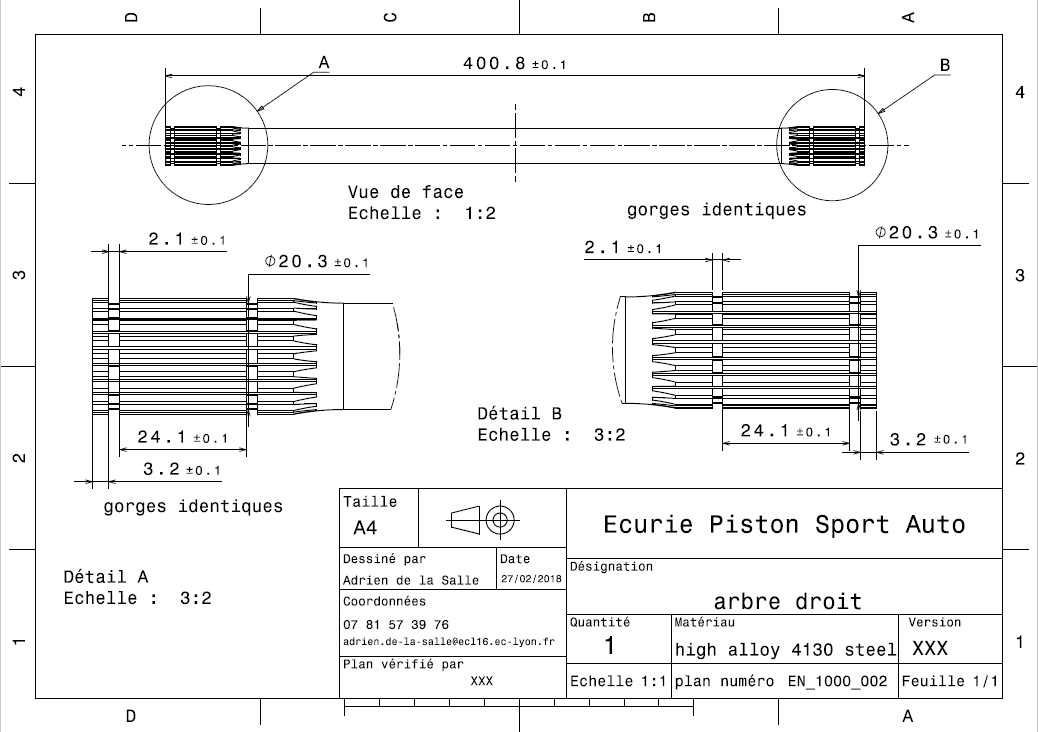 D C B A
4 4
400.8 ±0.1
A
B
Vue de face
Echelle : 1:2
gorges identiques
2.1 ±0.1
Ø20.3 ±0.1
2.1 ±0.1
Ø20.3 ±0.1
3 3
24.1 ±0.1
3.2 ±0.1
gorges identiques
Détail B
Echelle : 3:2
24.1 ±0.1
3.2 ±0.1
2 2
Détail A
Echelle : 3:2
1 1
Taille
A4
Ecurie Piston Sport Auto
Dessiné par
Adrien de la Salle
Date
27/02/2018
Désignation
arbre droit
Coordonnées
07 81 57 39 76
adrien.de-la-salle@ecl16.ec-lyon.fr
Quantité
1
Matériau
high alloy 4130 steel
Version
XXX
Plan vérifié par
XXX
Echelle 1:1
plan numéro EN_1000_002
Feuille 1/1
D A